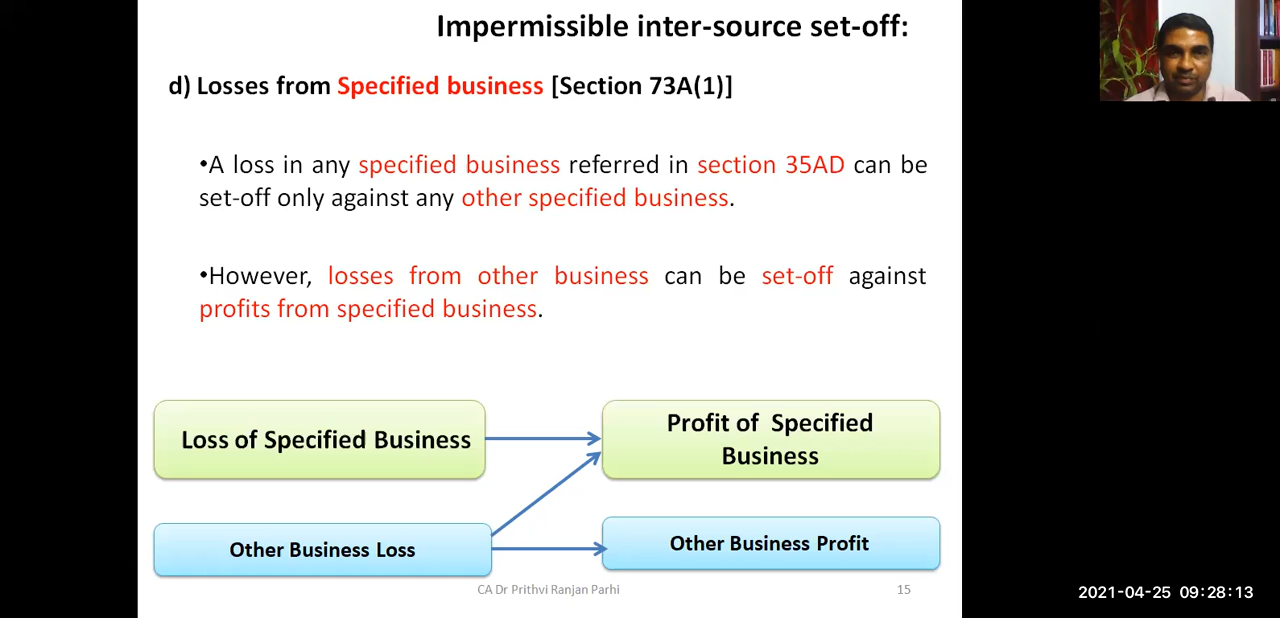 Impermissible inter-source set-off:
d) Losses from Specified business [Section 73A(1)]
•A loss in any specified business referred in section 35AD can be
set-off only against any other specified business.
•However, losses from other business can be set-off against
profits from specified business.
Loss of Specified Business
Profit of Specified
Business
Other Business Loss
Other Business Profit
CA Dr Prithvi Ranjan Parhi
15
2021-04-25 09:28:13